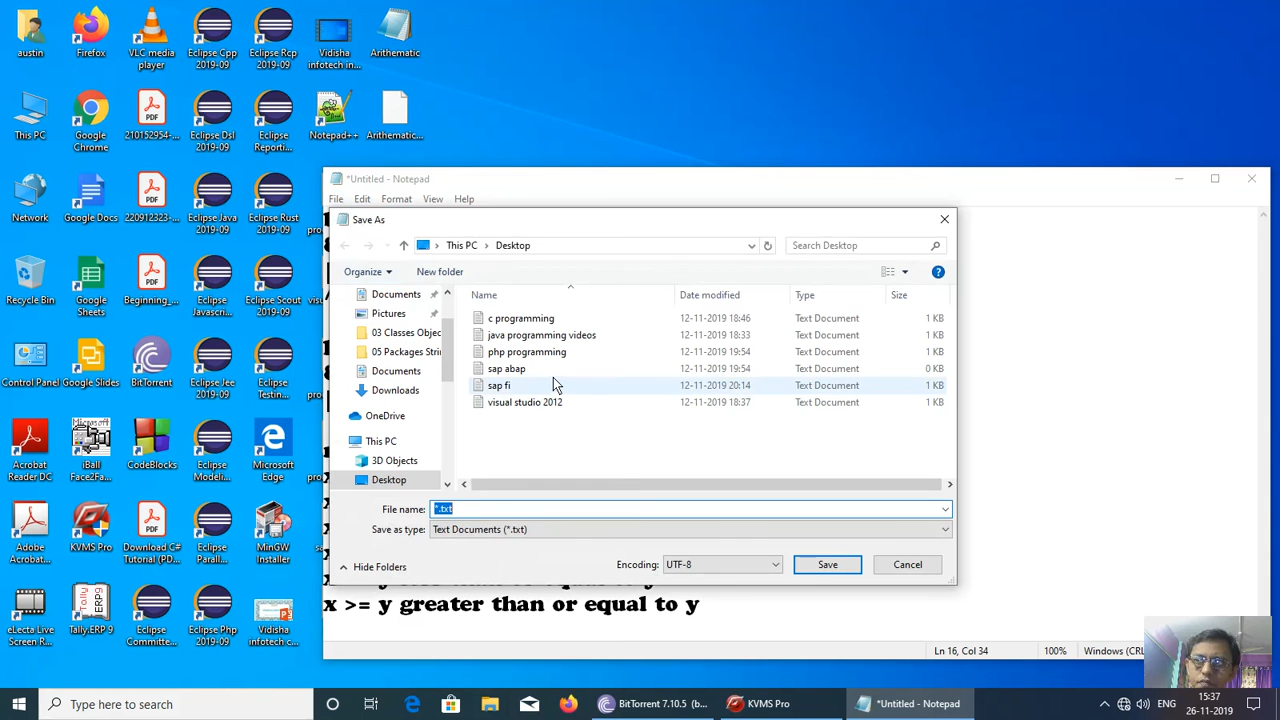 austin
Firefox
VLC media player
Eclipse Cpp 2019-09
Eclipse Rcp 2019-09
Vidisha infotech in...
Arithematic
This PC
Google Chrome
210152954-...
Eclipse Dsl 2019-09
Eclipse Reporti...
Notepad++
Arithematic...
Network
Google Docs
220912323-...
Eclipse Java 2019-09
Eclipse Rust 2019-09
Recycle Bin
Google Sheets
Beginning_...
Eclipse Javascri...
Eclipse Scout 2019-09
Control Panel
Google Slides
BitTorrent
Eclipse Jee 2019-09
Eclipse Testin...
Acrobat Reader DC
iBall Face2Fa...
CodeBlocks
Eclipse Modeli...
Microsoft Edge
Adobe Acrobat...
KVMS Pro
Download C# Tutorial (PD...
Eclipse Parall...
MinGW Installer
eLecta Live Screen R...
Tally.ERP 9
Eclipse Committe...
Eclipse Php 2019-09
Vidisha infotech c...
*Untitled - Notepad
File Edit Format View Help
Save As
This PC > Desktop
Search Desktop
Organize
New folder
Name Date modified Type Size
Documents
Pictures
03 Classes Objec
05 Packages Stri
Documents
Downloads
OneDrive
This PC
3D Objects
Desktop
c programming 12-11-2019 18:46 Text Document 1 KB
java programming videos 12-11-2019 18:33 Text Document 1 KB
php programming 12-11-2019 19:54 Text Document 1 KB
sap abap 12-11-2019 19:54 Text Document 0 KB
sap fi 12-11-2019 20:14 Text Document 1 KB
visual studio 2012 12-11-2019 18:37 Text Document 1 KB
File name: *.txt
Save as type: Text Documents (*.txt)
Hide Folders
Encoding: UTF-8
Save
Cancel
x >= y greater than or equal to y
Ln 16, Col 34 100% Windows (CRL
Type here to search
BitTorrent 7.10.5 (b...
KVMS Pro
*Untitled - Notepad
ENG
15:37
26-11-2019